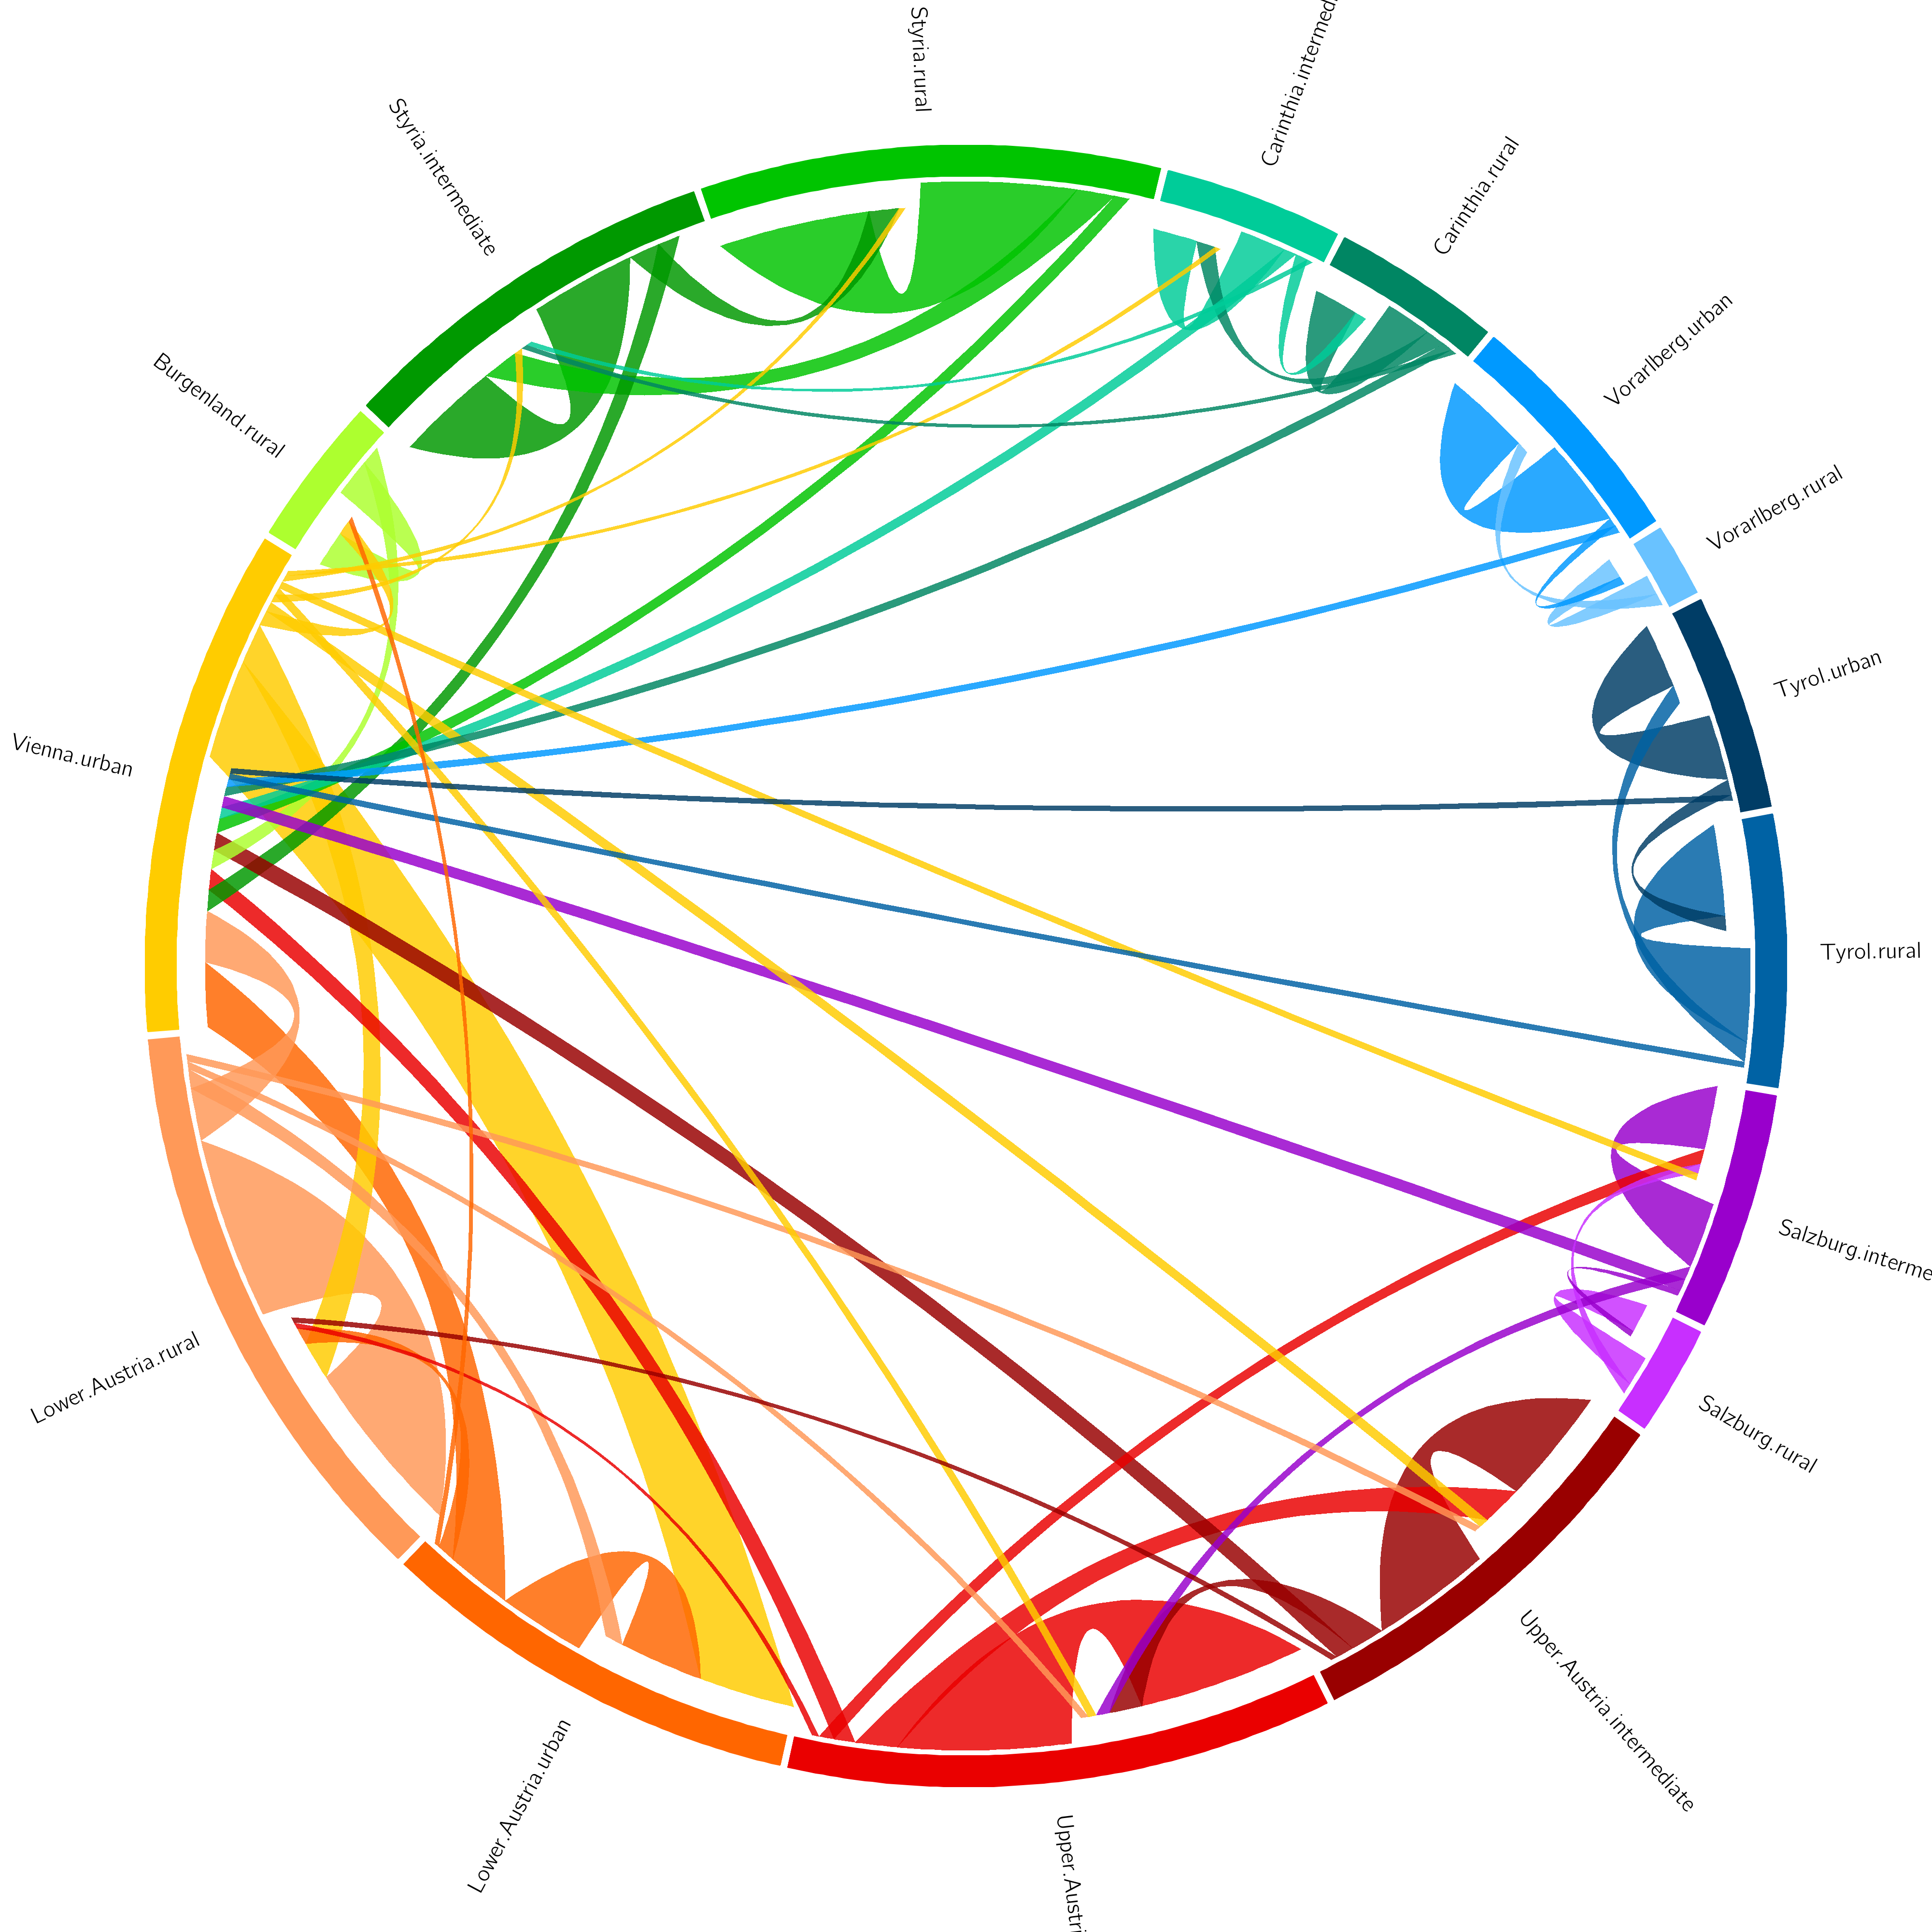 Styria.rural
Carinthia.intermed
Carinthia.rural
Styria.intermediate
Vorarlberg.urban
Burgenland.rural
Vorarlberg.rural
Tyrol.urban
Vienna.urban
Tyrol.rural
Salzburg.interme
Lower.Austria.rural
Salzburg.rural
Upper.Austria.intermediate
Lower.Austria.urban
Upper.Austri